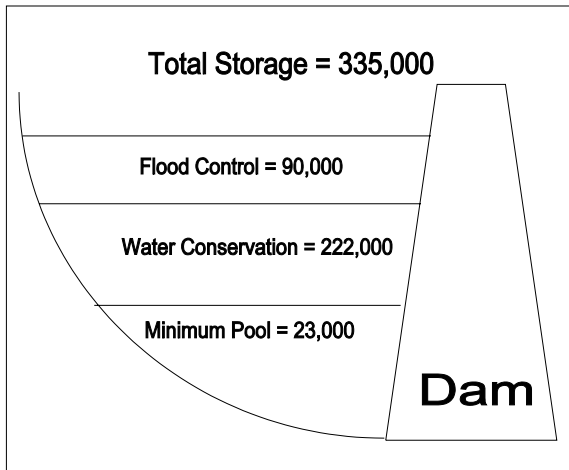 Total Storage = 335,000
Flood Control = 90,000
Water Conservation = 222,000
Minimum Pool = 23,000
Dam